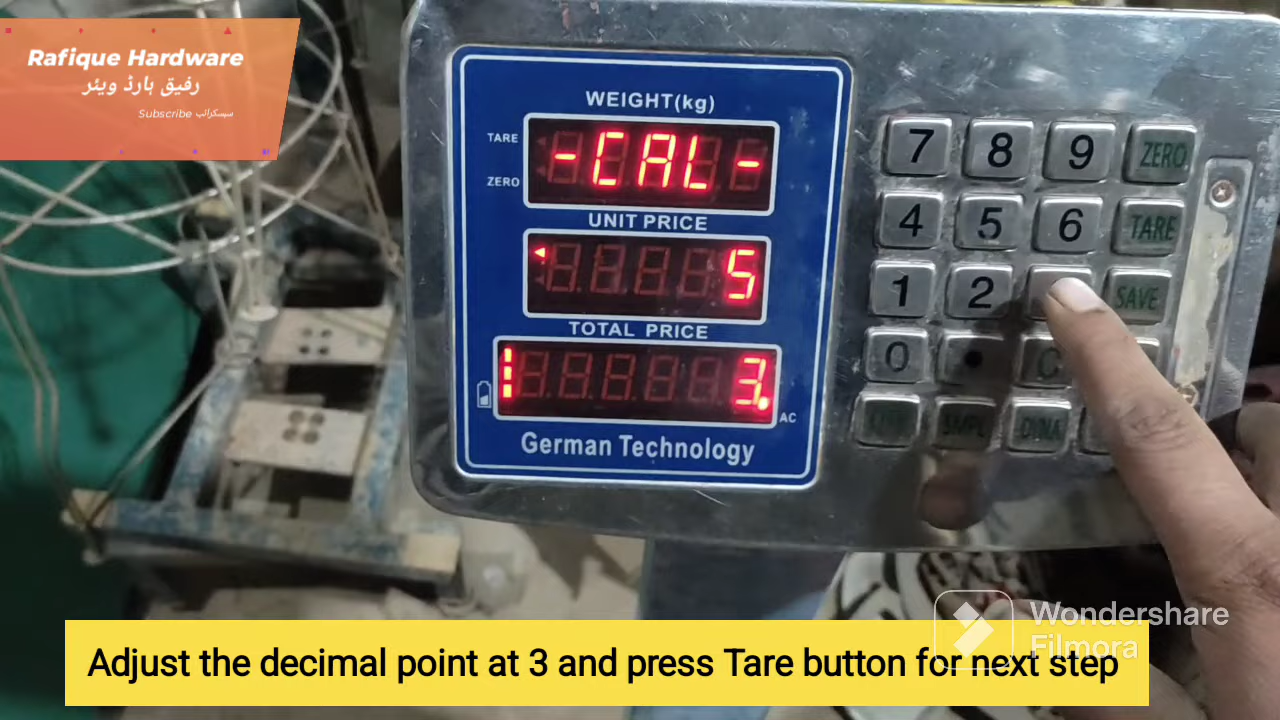 Rafique Hardware
رفیق ہارڈ ویئر
Subscribe سبسکرائب
WEIGHT(kg)
TARE
ZERO
-CAL-
UNIT PRICE
5
TOTAL PRICE
3.
AC
German Technology
7 8 9 ZERO
4 5 6 TARE
1 2 SAVE
0 • C
Wondershare
Filmora
Adjust the decimal point at 3 and press Tare button for next step